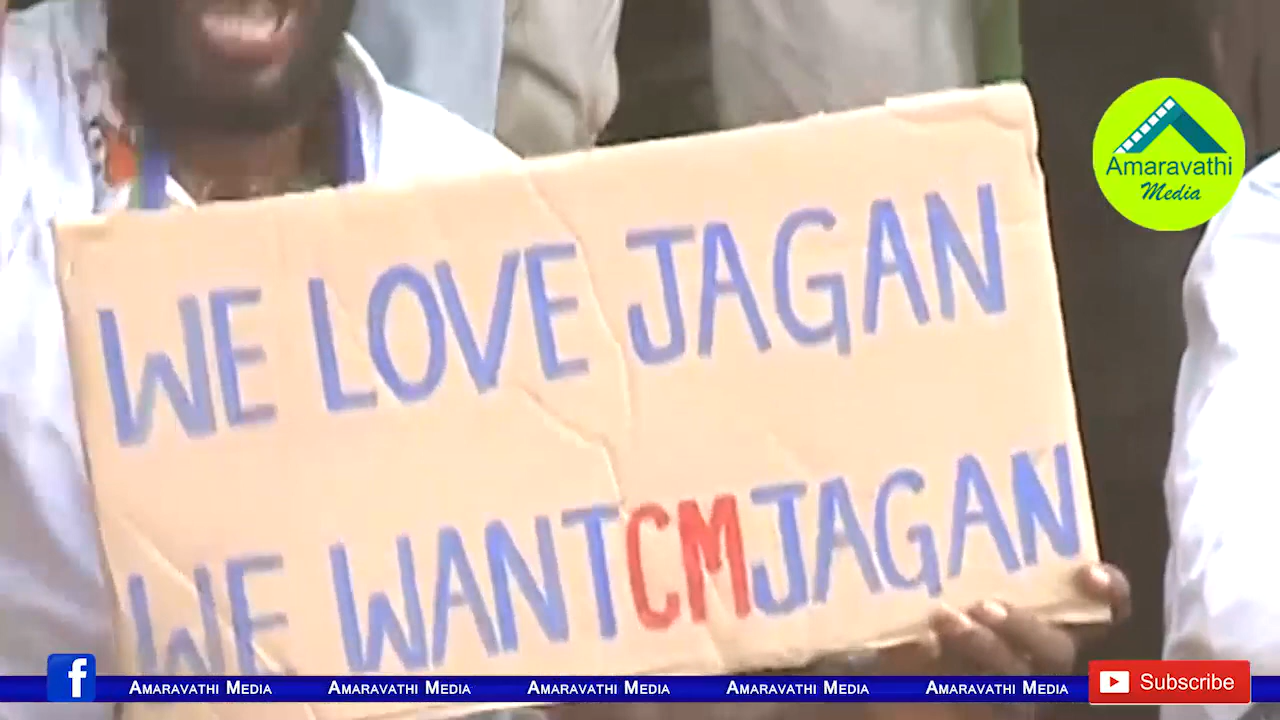 WE LOVE JAGAN
WE WANT CM JAGAN
Amaravathi
Media
f
AMARAVATHI MEDIA AMARAVATHI MEDIA AMARAVATHI MEDIA AMARAVATHI MEDIA AMARAVATHI MEDIA
Subscribe